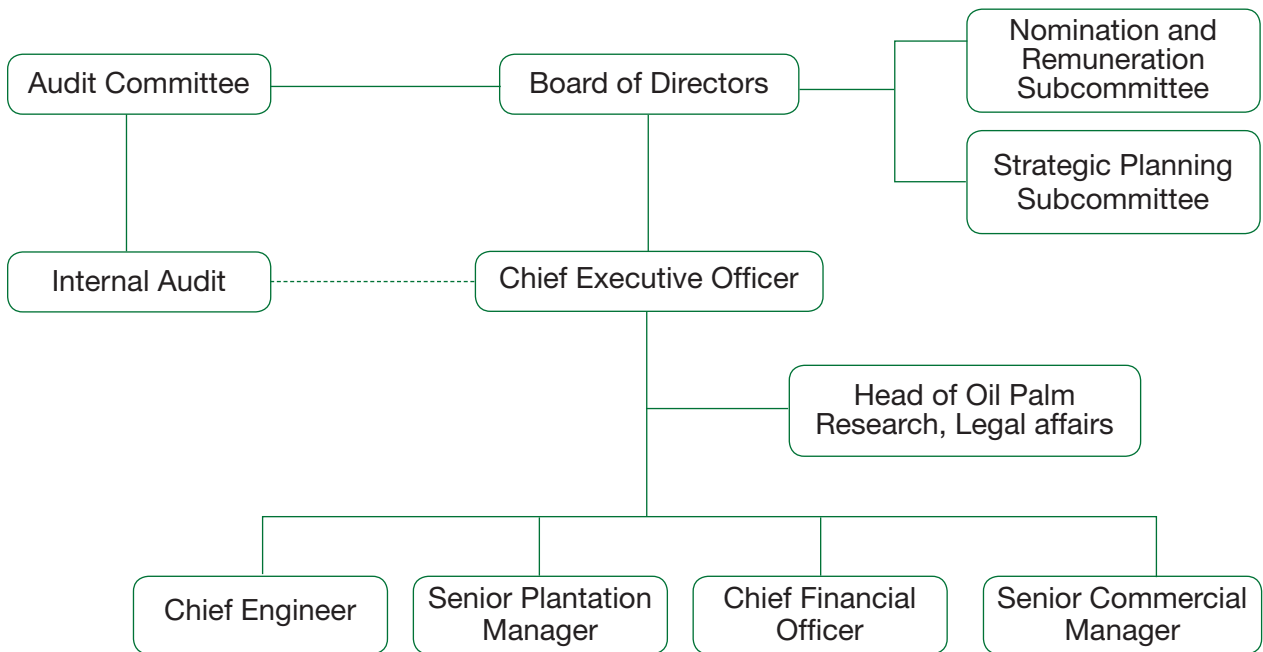 Nomination and
Remuneration
Subcommittee
Audit Committee
Board of Directors
Strategic Planning
Subcommittee
Internal Audit
Chief Executive Officer
Head of Oil Palm
Research, Legal affairs
Chief Engineer
Senior Plantation
Manager
Chief Financial
Officer
Senior Commercial
Manager